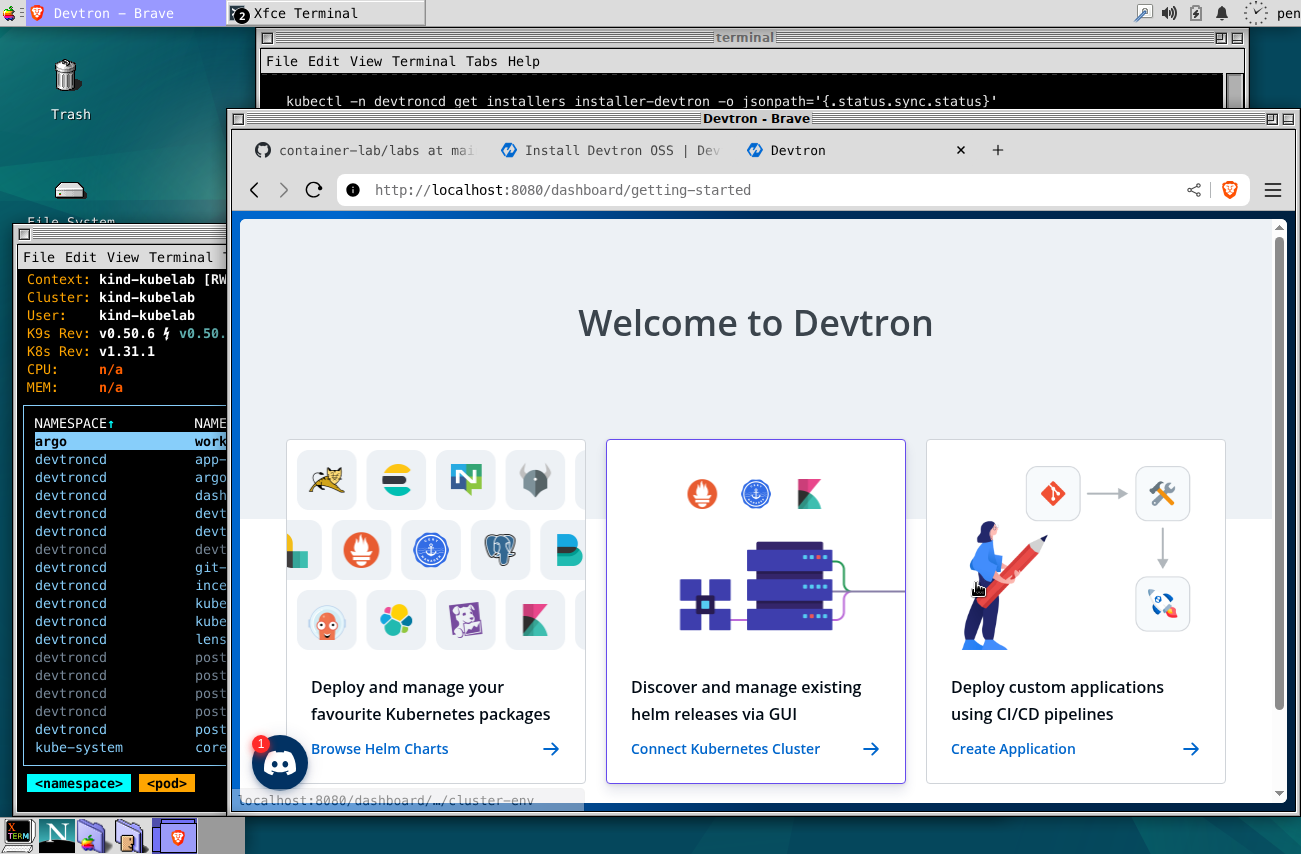 Devtron - Brave
2 Xfce Terminal
pen
Trash
File System
terminal
File Edit View Terminal Tabs Help
kubectl -n devtroncd get installers installer-devtron -o jsonpath='{.status.sync.status}'
Devtron - Brave
container-lab/labs at mai
Install Devtron OSS | Dev
Devtron
http://localhost:8080/dashboard/getting-started
File Edit View Terminal T
Context: kind-kubelab [RW
Cluster: kind-kubelab
User: kind-kubelab
K9s Rev: v0.50.6 ⚡ v0.50.
K8s Rev: v1.31.1
CPU: n/a
MEM: n/a
NAMESPACE↑ NAME
argo work
devtroncd app-
devtroncd argo
devtroncd dash
devtroncd devt
devtroncd devt
devtroncd devt
devtroncd git-
devtroncd ince
devtroncd kube
devtroncd kube
devtroncd lens
devtroncd post
devtroncd post
devtroncd post
devtroncd post
devtroncd post
kube-system core
<namespace> <pod>
Welcome to Devtron
Deploy and manage your
favourite Kubernetes packages
Browse Helm Charts
Discover and manage existing
helm releases via GUI
Connect Kubernetes Cluster
Deploy custom applications
using CI/CD pipelines
Create Application
1
localhost:8080/dashboard/…/cluster-env
X
TERM
N